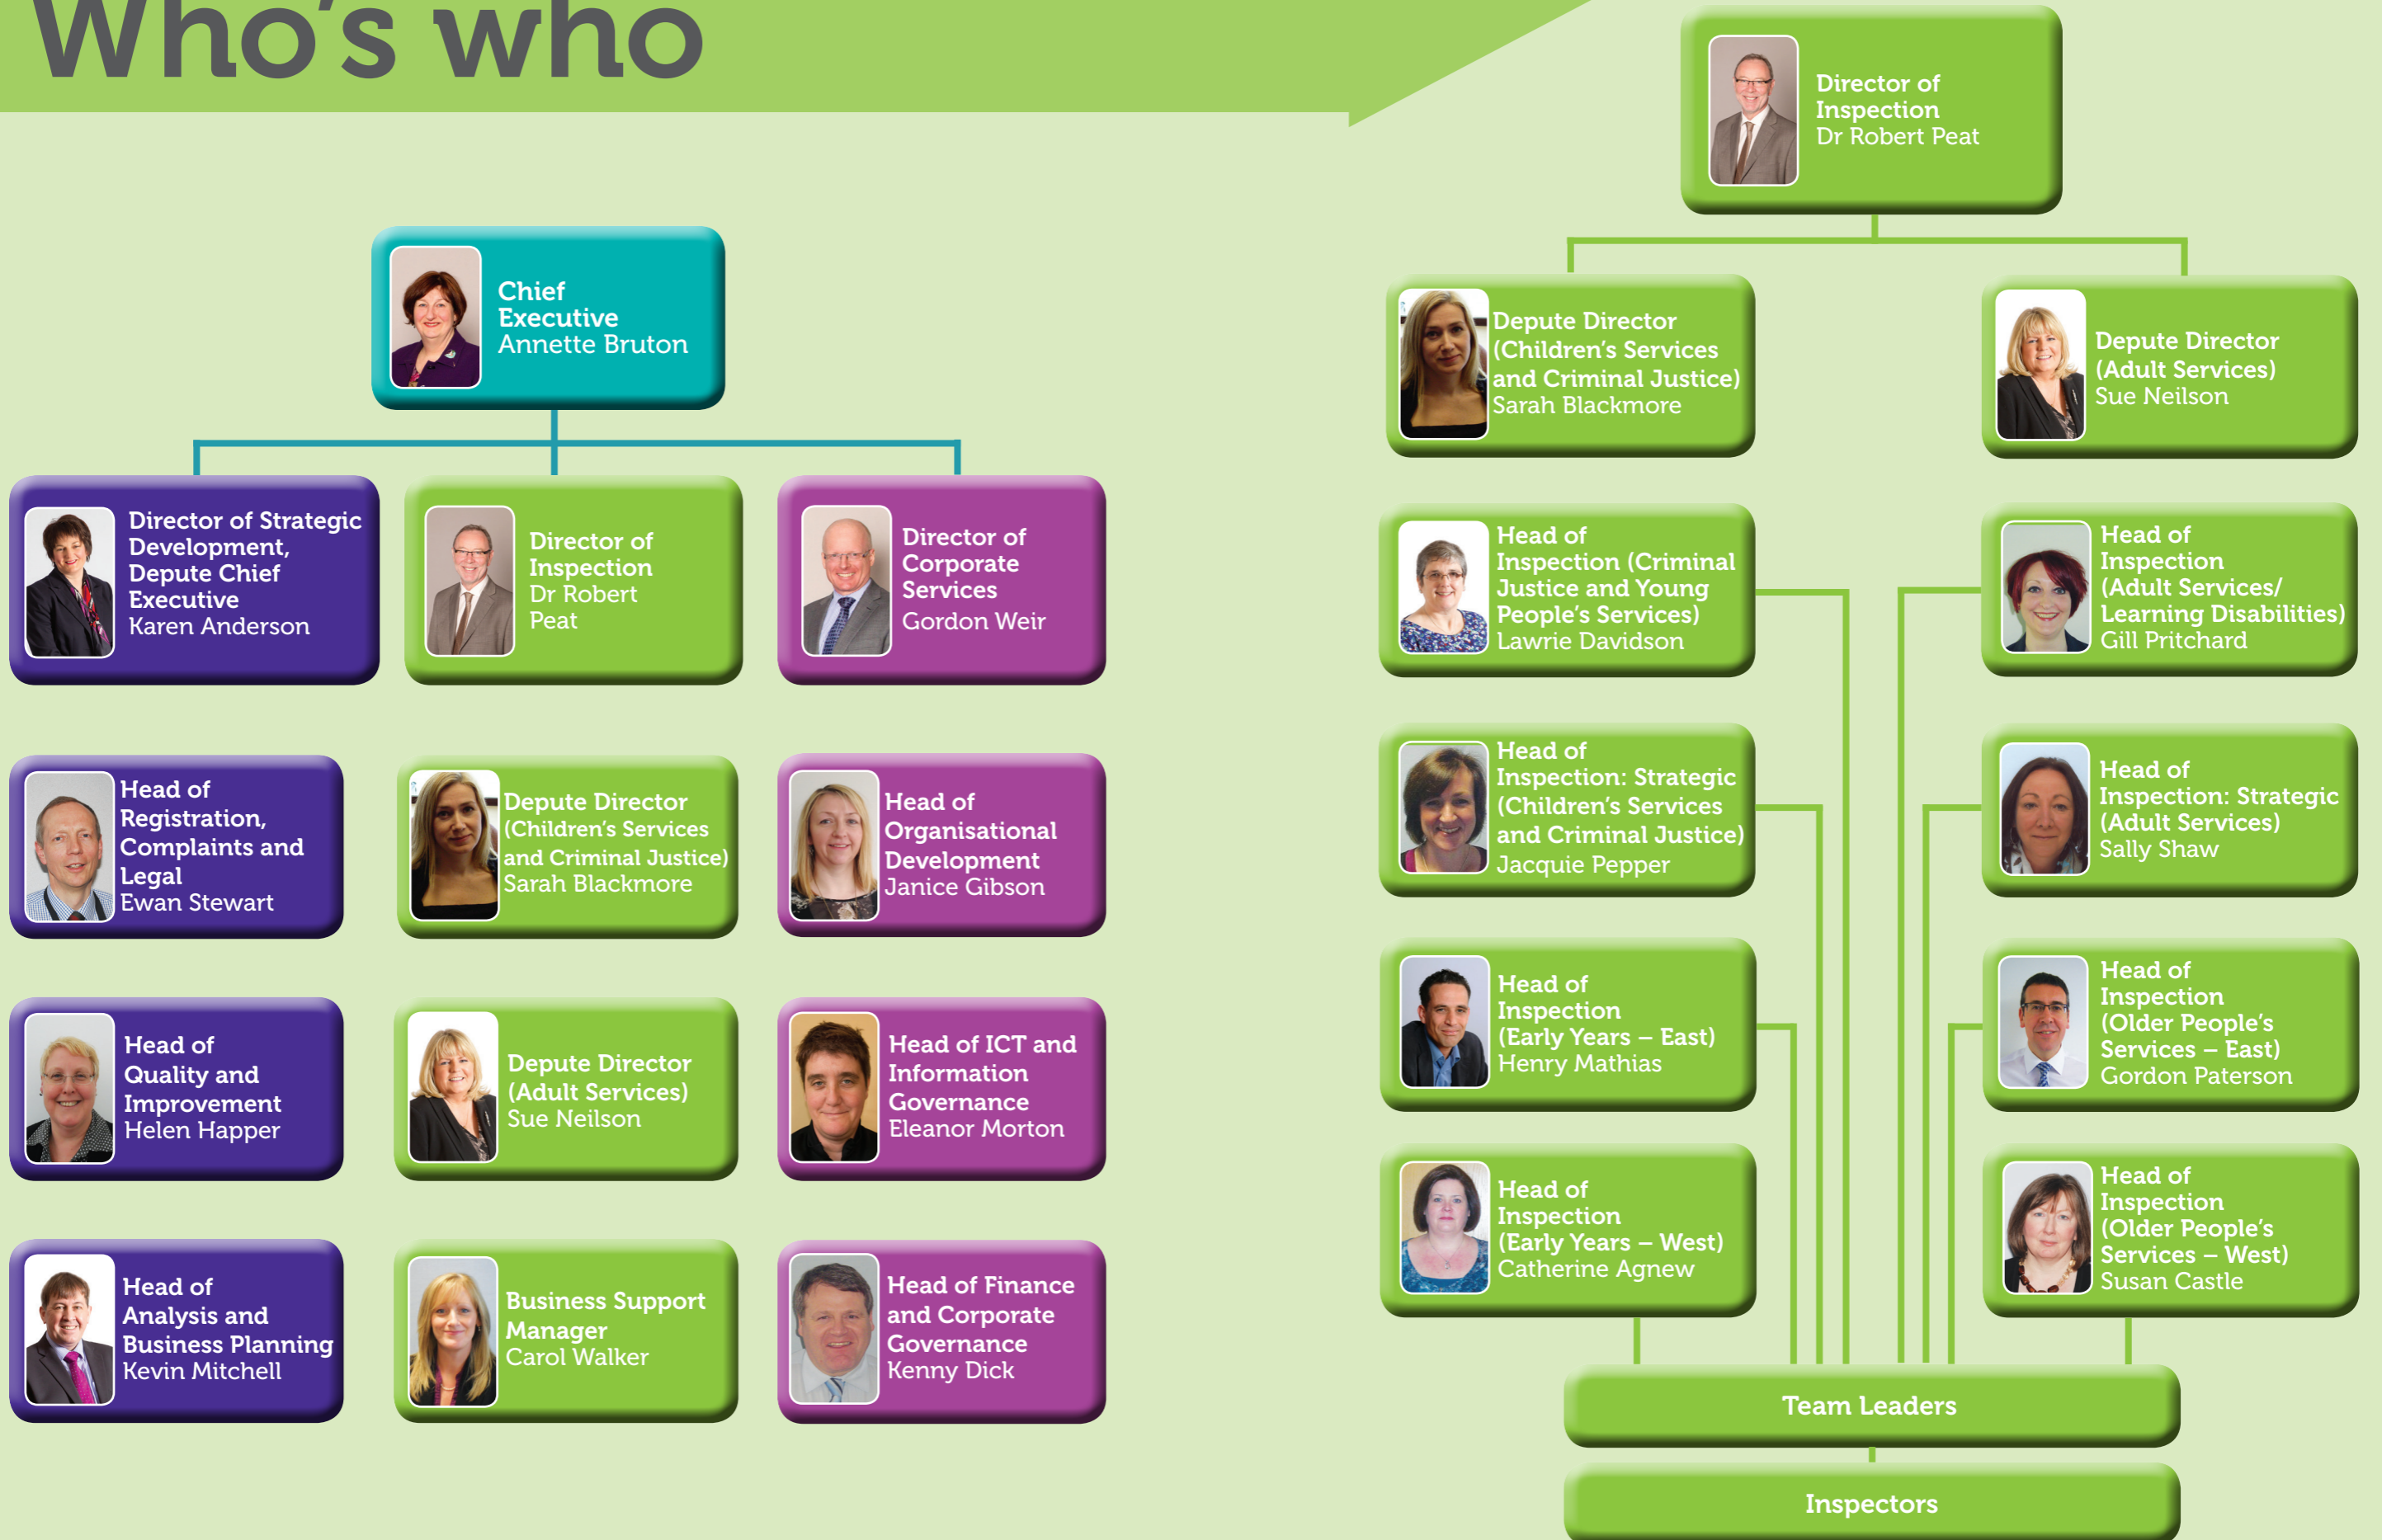 Who's who
Chief
Executive
Annette Bruton
Director of Strategic
Development,
Depute Chief
Executive
Karen Anderson
Director of
Inspection
Dr Robert
Peat
Director of
Corporate
Services
Gordon Weir
Head of
Registration,
Complaints and
Legal
Ewan Stewart
Depute Director
(Children's Services
and Criminal Justice)
Sarah Blackmore
Head of
Organisational
Development
Janice Gibson
Head of
Quality and
Improvement
Helen Happer
Depute Director
(Adult Services)
Sue Neilson
Head of ICT and
Information
Governance
Eleanor Morton
Head of
Analysis and
Business Planning
Kevin Mitchell
Business Support
Manager
Carol Walker
Head of Finance
and Corporate
Governance
Kenny Dick
Director of
Inspection
Dr Robert Peat
Depute Director
(Children's Services
and Criminal Justice)
Sarah Blackmore
Depute Director
(Adult Services)
Sue Neilson
Head of
Inspection (Criminal
Justice and Young
People's Services)
Lawrie Davidson
Head of
Inspection
(Adult Services/
Learning Disabilities)
Gill Pritchard
Head of
Inspection: Strategic
(Children's Services
and Criminal Justice)
Jacquie Pepper
Head of
Inspection: Strategic
(Adult Services)
Sally Shaw
Head of
Inspection
(Early Years – East)
Henry Mathias
Head of
Inspection
(Older People's
Services – East)
Gordon Paterson
Head of
Inspection
(Early Years – West)
Catherine Agnew
Head of
Inspection
(Older People's
Services – West)
Susan Castle
Team Leaders
Inspectors